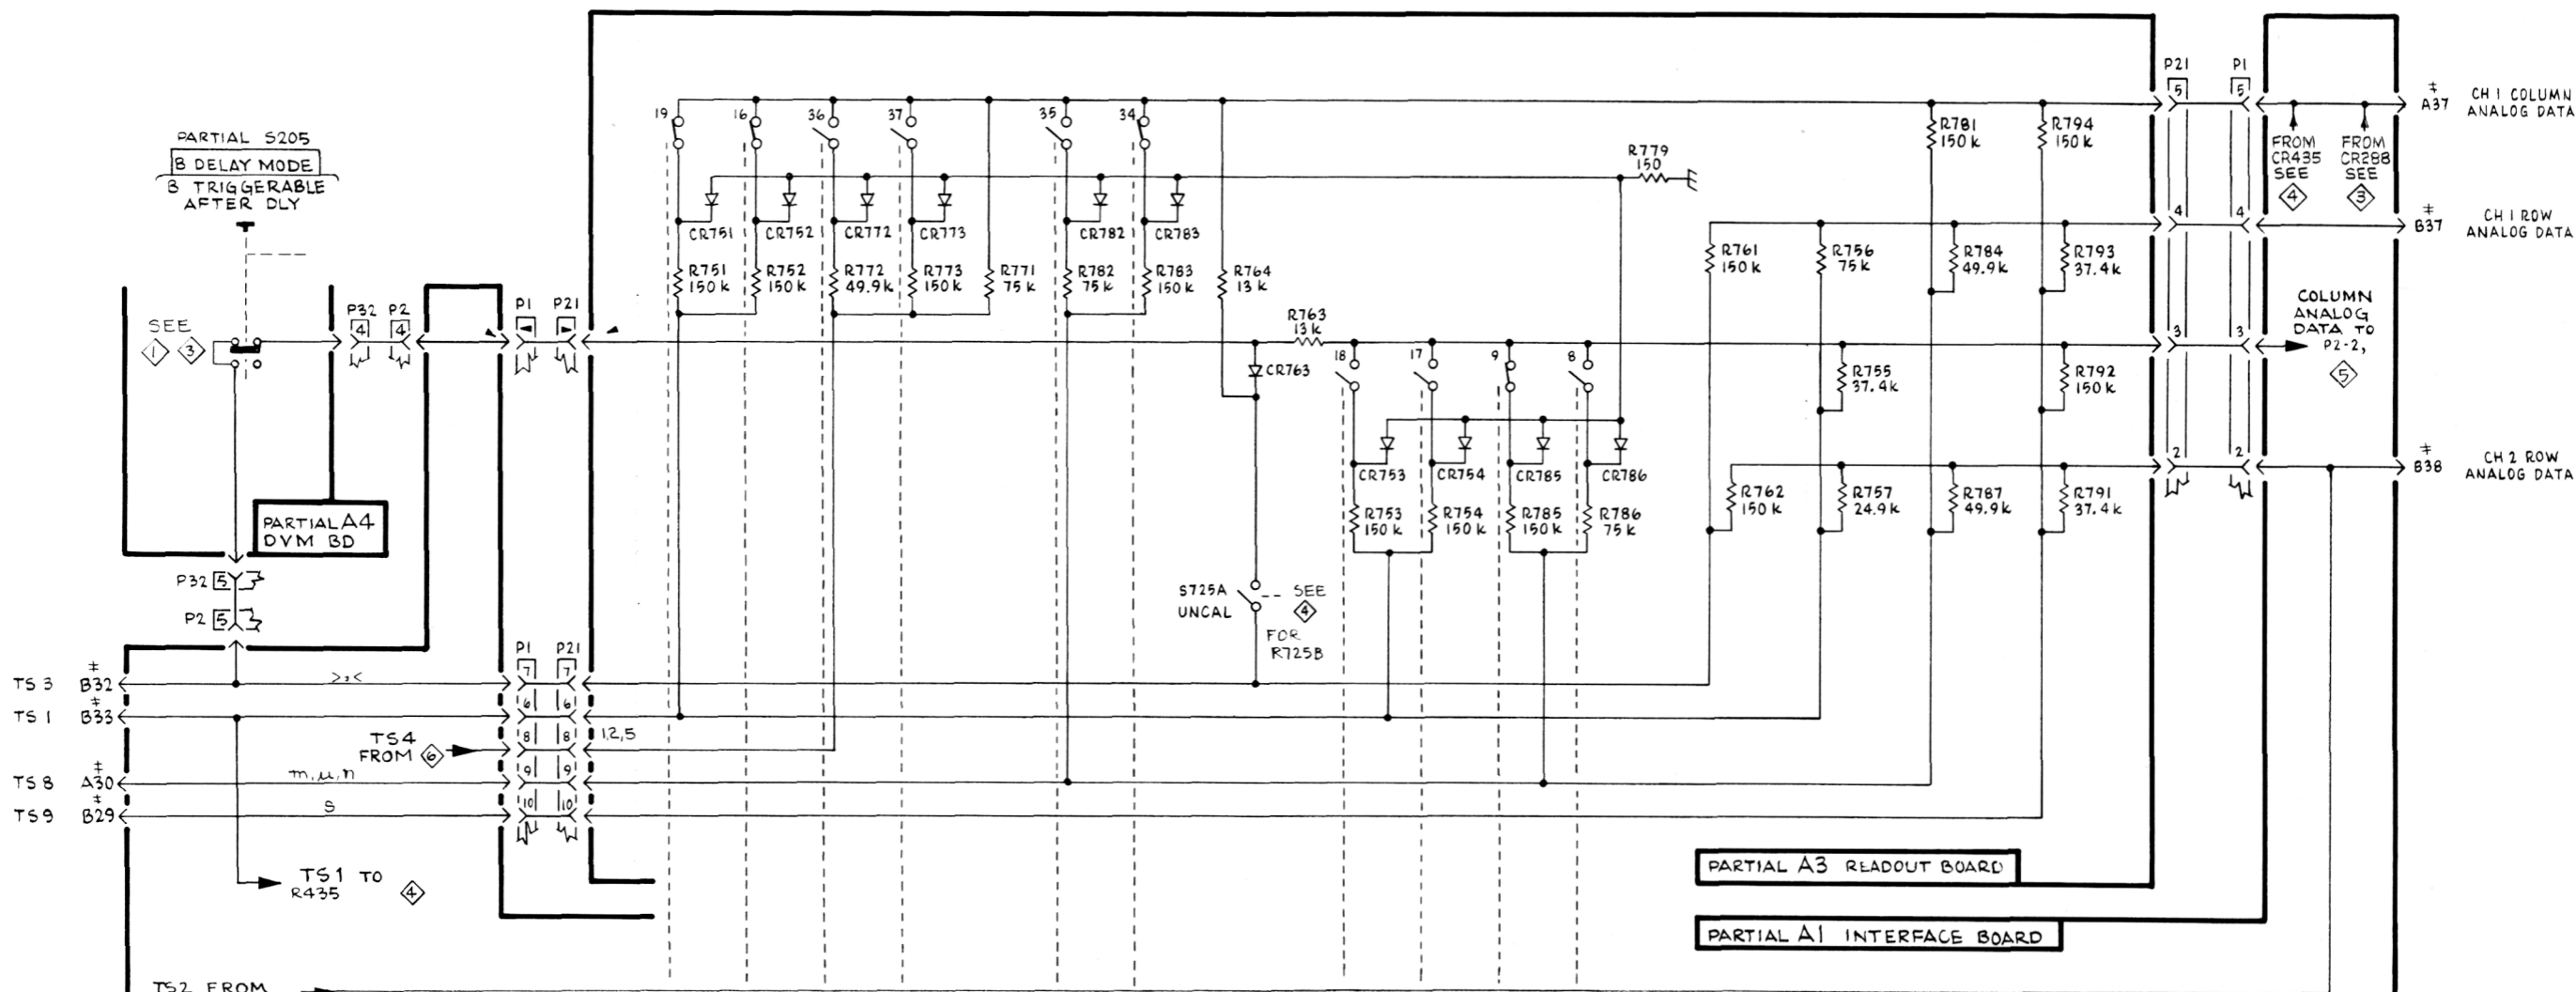 PARTIAL S205
B DELAY MODE
B TRIGGERABLE
AFTER DLY
SEE
1 3
P32 P2
4 4
P1 P21
PARTIAL A4
DVM BD
P32 5
P2 5
TS 3 ‡ B32 >,<
TS 1 ‡ B33
TS4
FROM 6
1,2,5
TS 8 ‡ A30 m,µ,n
TS 9 ‡ B29 S
P1 P21
7 7
6 6
8 8
9 9
10 10
TS1 TO
R435 4
TS2 FROM
19 16 36 37 35 34
CR751 CR752 CR772 CR773 CR782 CR783
R751
150 k
R752
150 k
R772
49.9k
R773
150 k
R771
75 k
R782
75 k
R783
150 k
R764
13 k
R779
150
R763
13k
CR763
18 17 9 8
CR753 CR754 CR785 CR786
R753
150 k
R754
150 k
R785
150 k
R786
75 k
S725A
UNCAL
SEE
4
FOR
R725B
R781
150 k
R794
150 k
R761
150 k
R756
75 k
R784
49.9k
R793
37.4k
R755
37.4k
R792
150 k
R762
150 k
R757
24.9k
R787
49.9k
R791
37.4k
P21 P1
5 5
4 4
3 3
2 2
FROM
CR435
SEE
4
FROM
CR288
SEE
3
‡ A37
CH 1 COLUMN
ANALOG DATA
‡ B37
CH 1 ROW
ANALOG DATA
COLUMN
ANALOG
DATA TO
P2-2,
5
‡ B38
CH 2 ROW
ANALOG DATA
PARTIAL A3 READOUT BOARD
PARTIAL A1 INTERFACE BOARD